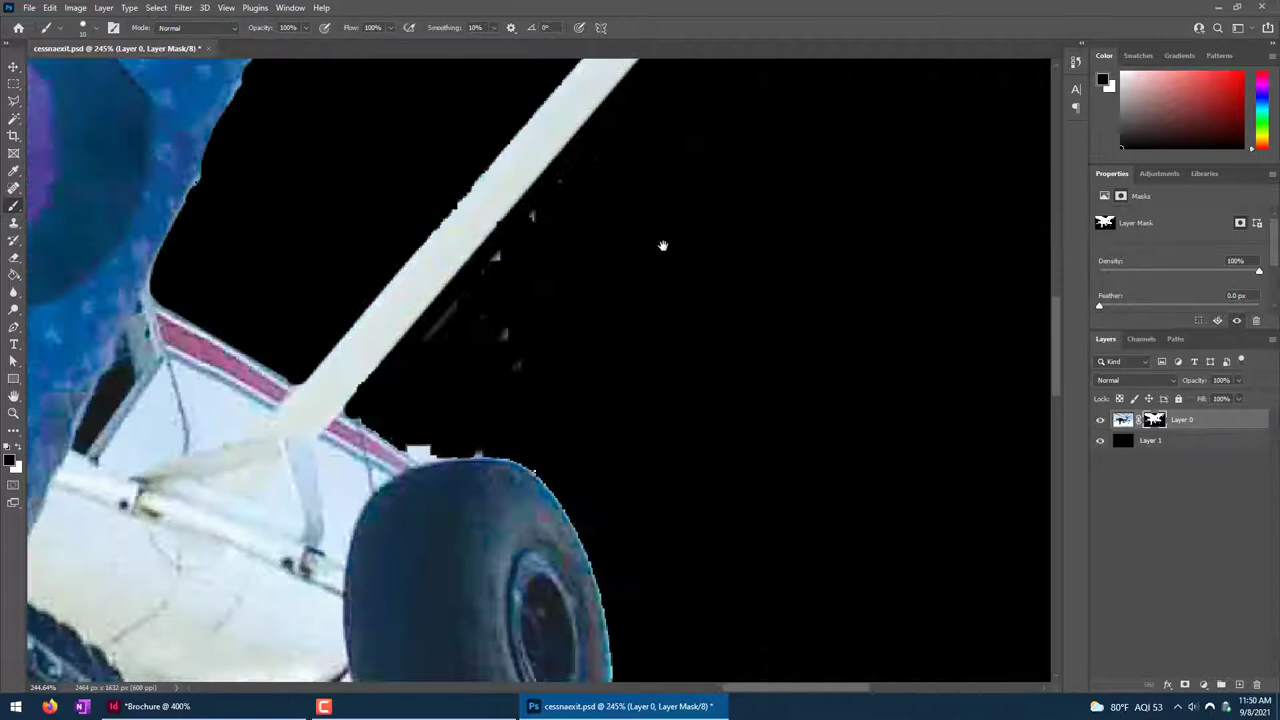 Ps File Edit Image Layer Type Select Filter 3D View Plugins Window Help
10 Mode: Normal Opacity: 100% Flow: 100% Smoothing: 10% 0°
cessnaexit.psd @ 245% (Layer 0, Layer Mask/8) * ×
Color Swatches Gradients Patterns
Properties Adjustments Libraries
Masks
Layer Mask
Density: 100%
Feather: 0.0 px
Layers Channels Paths
Kind
Normal Opacity: 100%
Lock: Fill: 100%
Layer 0
Layer 1
244.64% 2464 px x 1632 px (600 ppi)
*Brochure @ 400%
Ps cessnaexit.psd @ 245% (Layer 0, Layer Mask/8) *
80°F AQI 53
11:50 AM
9/8/2021